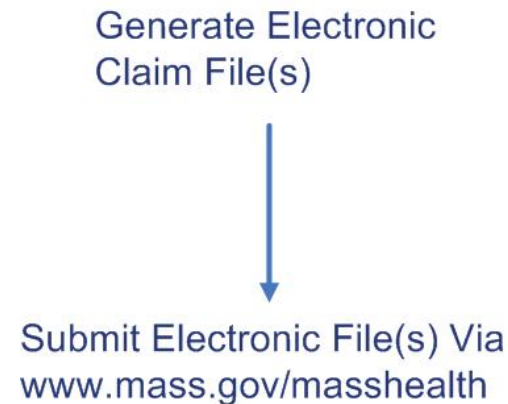 Generate Electronic
Claim File(s)
Submit Electronic File(s) Via
www.mass.gov/masshealth